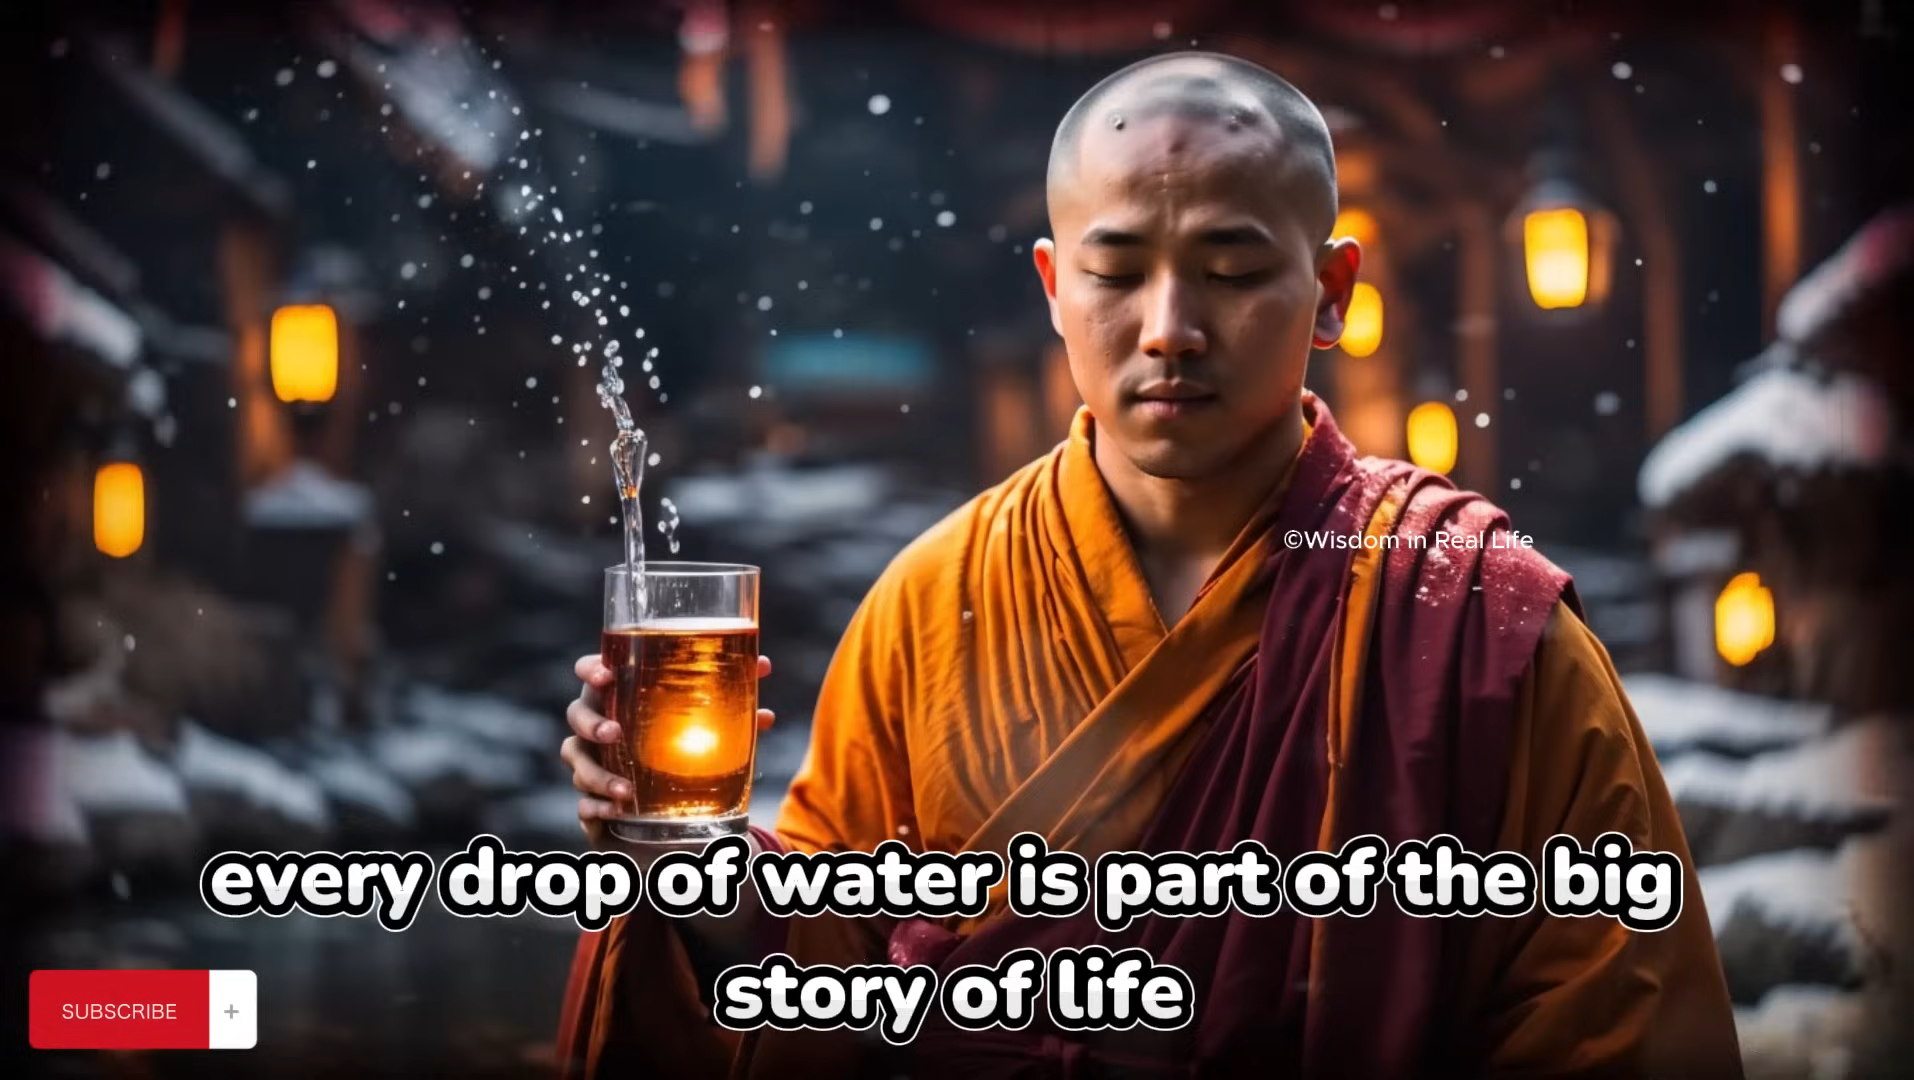 ©Wisdom in Real Life
every drop of water is part of the big
story of life
SUBSCRIBE +